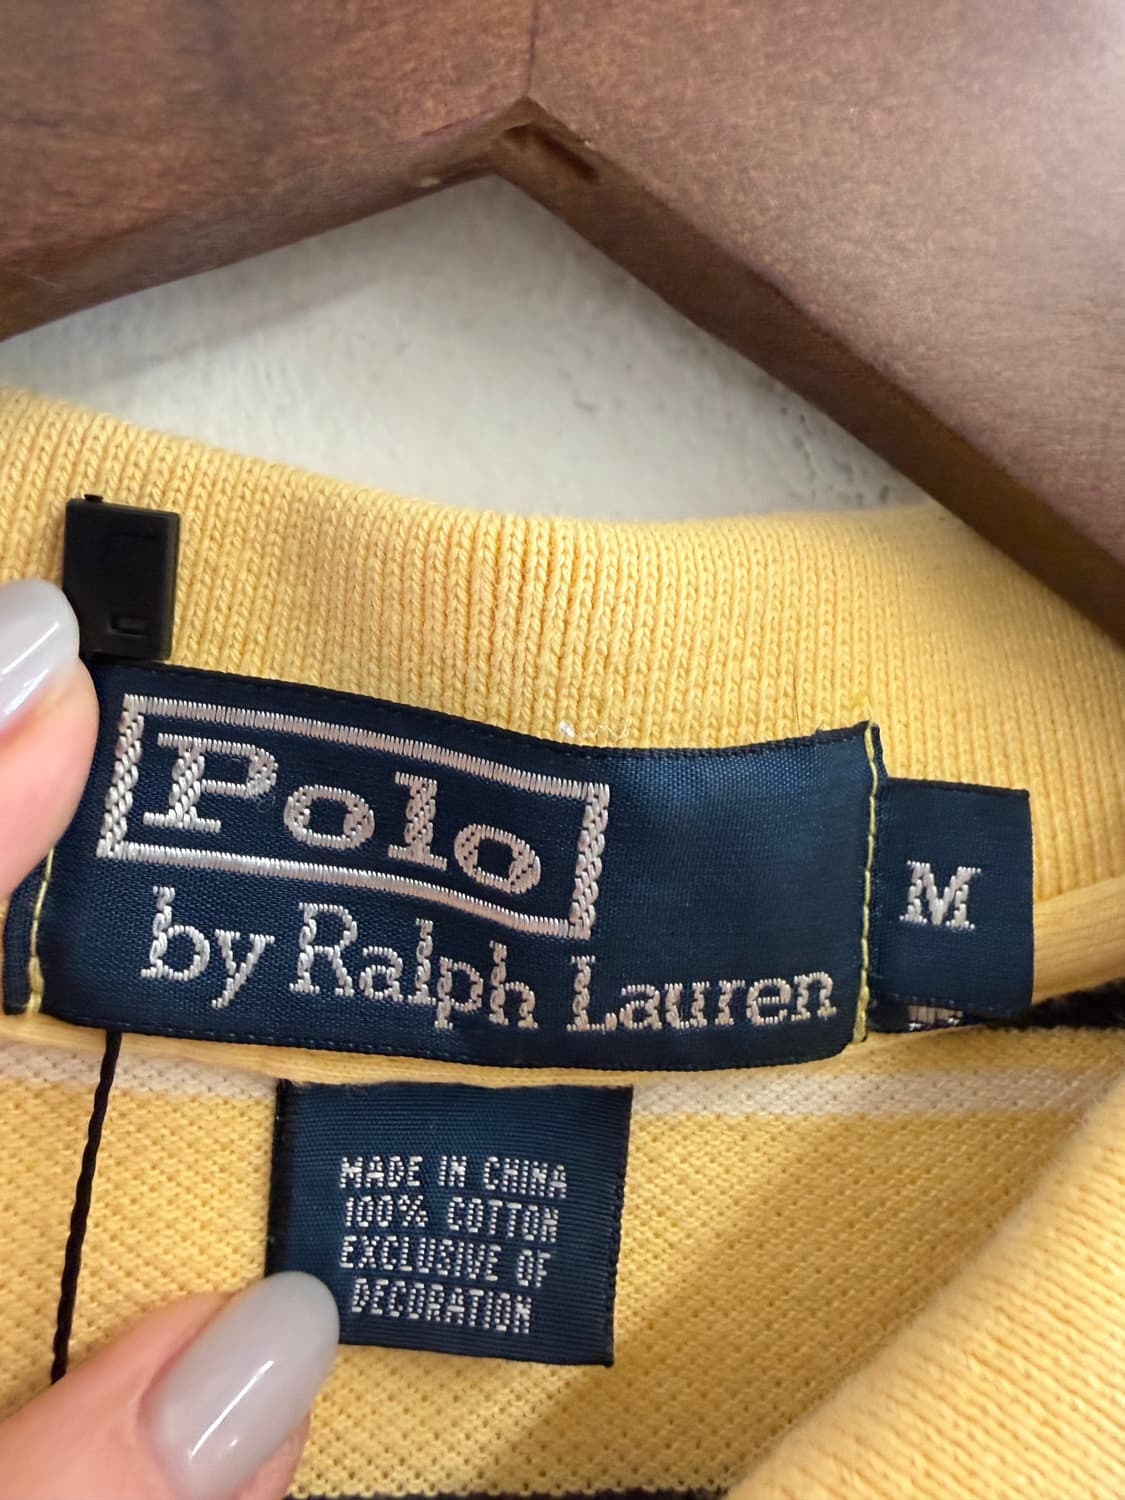 Polo
by Ralph Lauren
M
MADE IN CHINA
100% COTTON
EXCLUSIVE OF
DECORATION